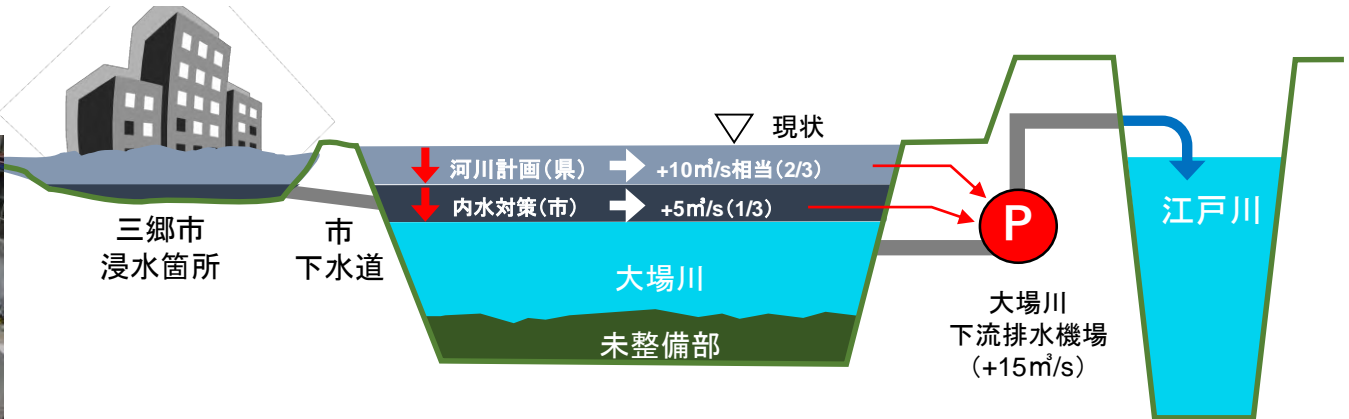 現状
河川計画(県)
+10㎥/s相当(2/3)
内水対策(市)
+5㎥/s(1/3)
三郷市
浸水箇所
市
下水道
大場川
未整備部
P
大場川
下流排水機場
(+15㎥/s)
江戸川